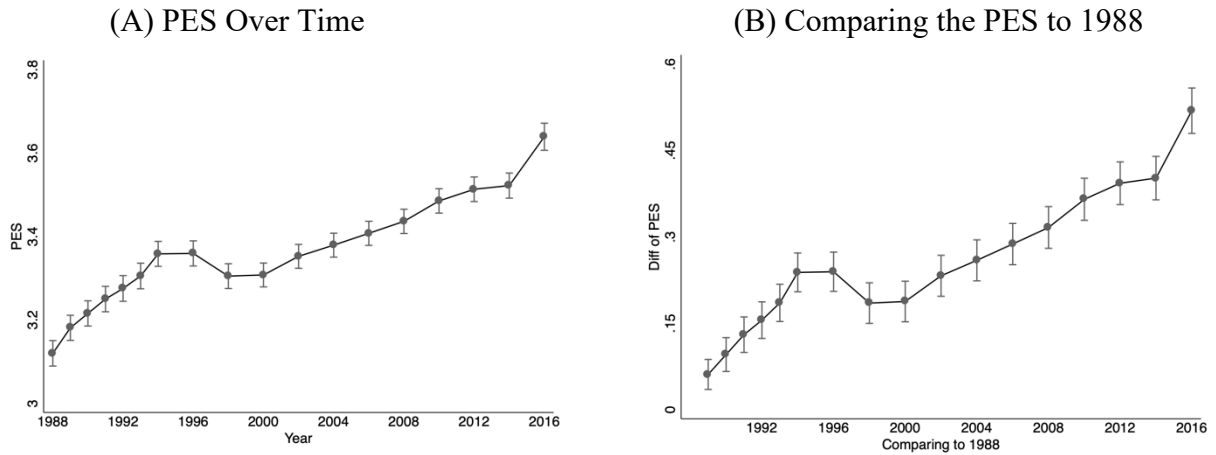 (A) PES Over Time
(B) Comparing the PES to 1988
3.8
3.6
3.4
3.2
3
PES
1988 1992 1996 2000 2004 2008 2012 2016
Year
.6
.45
.3
.15
0
Diff of PES
1992 1996 2000 2004 2008 2012 2016
Comparing to 1988